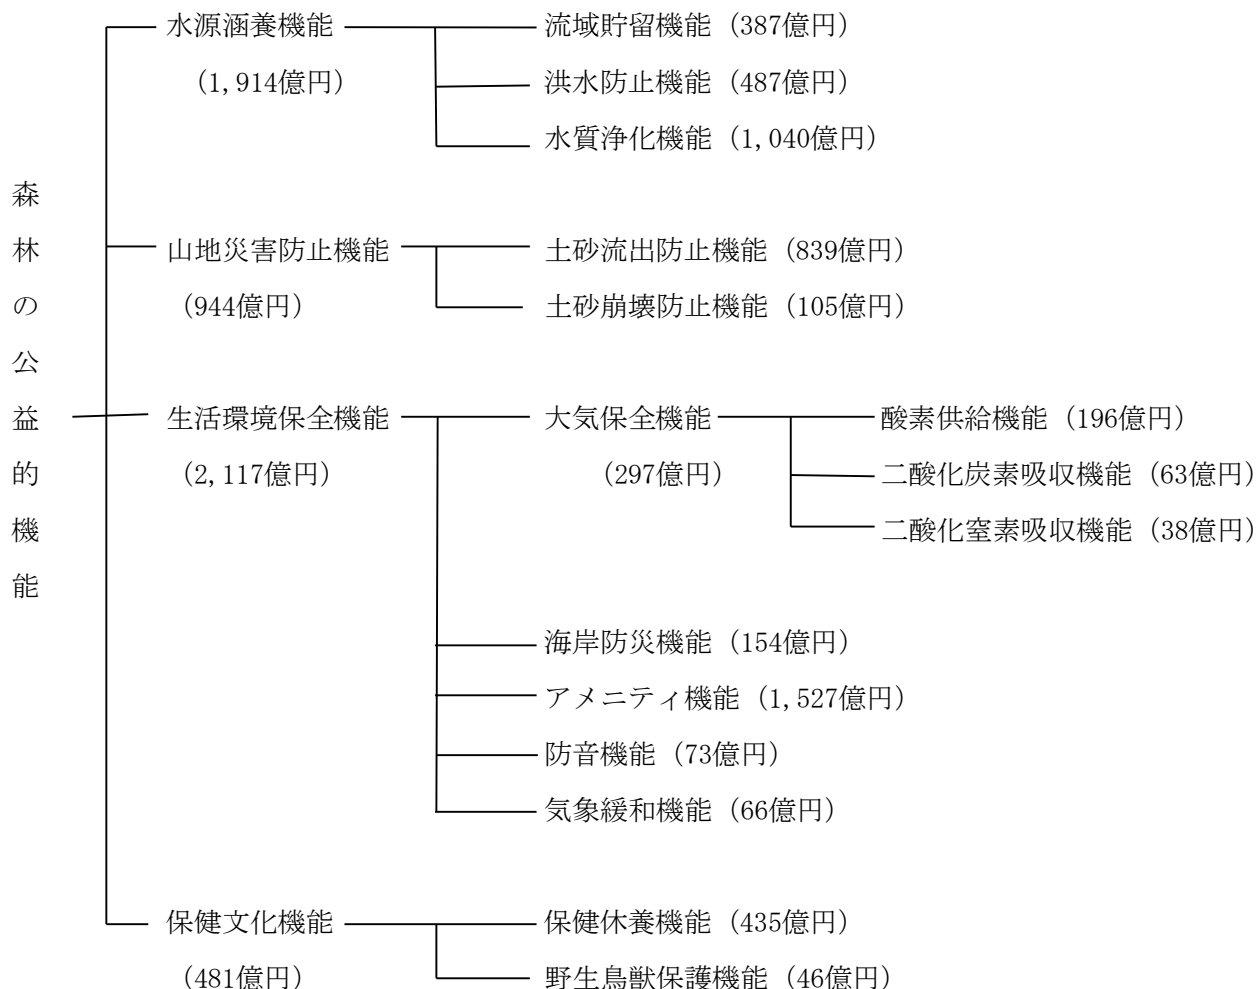 森林の公益的機能
水源涵養機能 流域貯留機能(387億円)
(1,914億円) 洪水防止機能(487億円)
水質浄化機能(1,040億円)
山地災害防止機能 土砂流出防止機能(839億円)
(944億円) 土砂崩壊防止機能(105億円)
生活環境保全機能 大気保全機能 酸素供給機能(196億円)
(2,117億円) (297億円) 二酸化炭素吸収機能(63億円)
二酸化窒素吸収機能(38億円)
海岸防災機能(154億円)
アメニティ機能(1,527億円)
防音機能(73億円)
気象緩和機能(66億円)
保健文化機能 保健休養機能(435億円)
(481億円) 野生鳥獣保護機能(46億円)